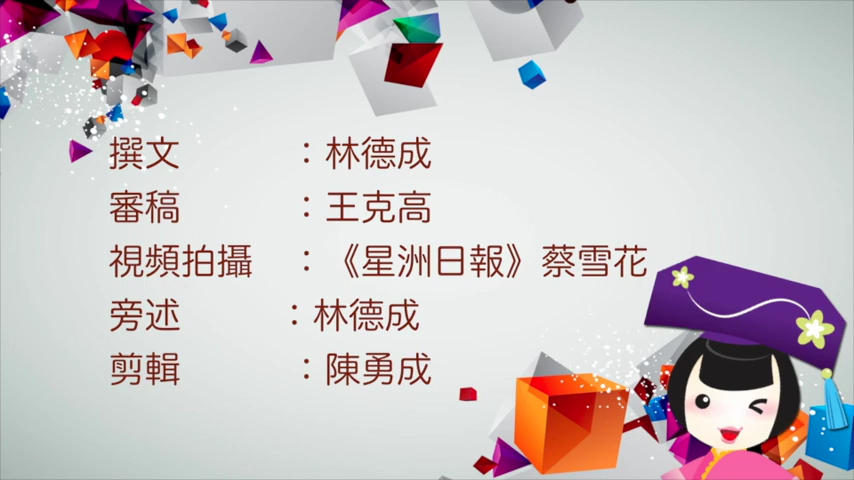 撰文　　　：林德成
審稿　　　：王克高
視頻拍攝　：《星洲日報》蔡雪花
旁述　　　：林德成
剪輯　　　：陳勇成